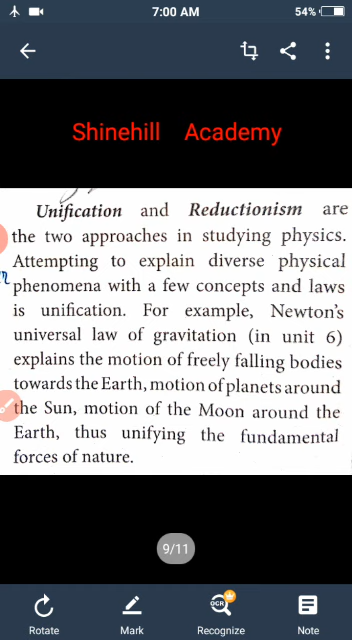 7:00 AM
54%
Shinehill Academy
Unification and Reductionism are
the two approaches in studying physics.
Attempting to explain diverse physical
phenomena with a few concepts and laws
is unification. For example, Newton's
universal law of gravitation (in unit 6)
explains the motion of freely falling bodies
towards the Earth, motion of planets around
the Sun, motion of the Moon around the
Earth, thus unifying the fundamental
forces of nature.
9/11
OCR
Rotate Mark Recognize Note